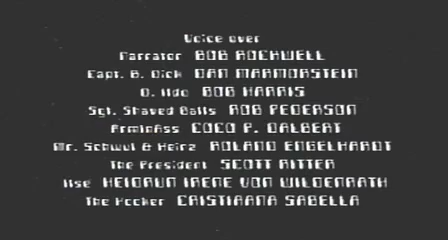 Voice over
Narrator BOB ROCKWELL
Capt. B. Dick DAN MARMORSTEIN
D. Ildo BOB HARRIS
Sgt. Shaved Balls ROB PEDERSON
Arminass COCO P. DALBERT
Mr. Schwul & Heinz ROLAND ENGELHARDT
The President SCOTT RITTER
Ilse HEIDRUN IRENE VON WILDENRATH
The Hooker CRISTIAANA SABELLA